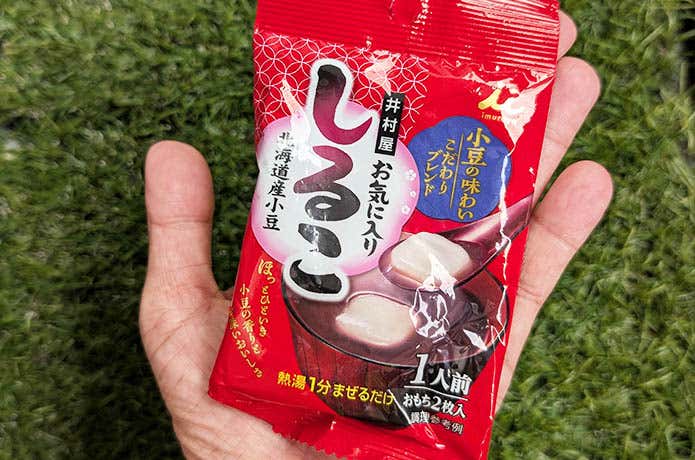 imuraya
井村屋
お気に入り
しるこ
北海道産小豆
小豆の味わい
こだわり
ブレンド
ほっとひといき
小豆の香りと
味いおいしさ
熱湯1分まぜるだけ
1人前
おもち2枚入
調理参考例